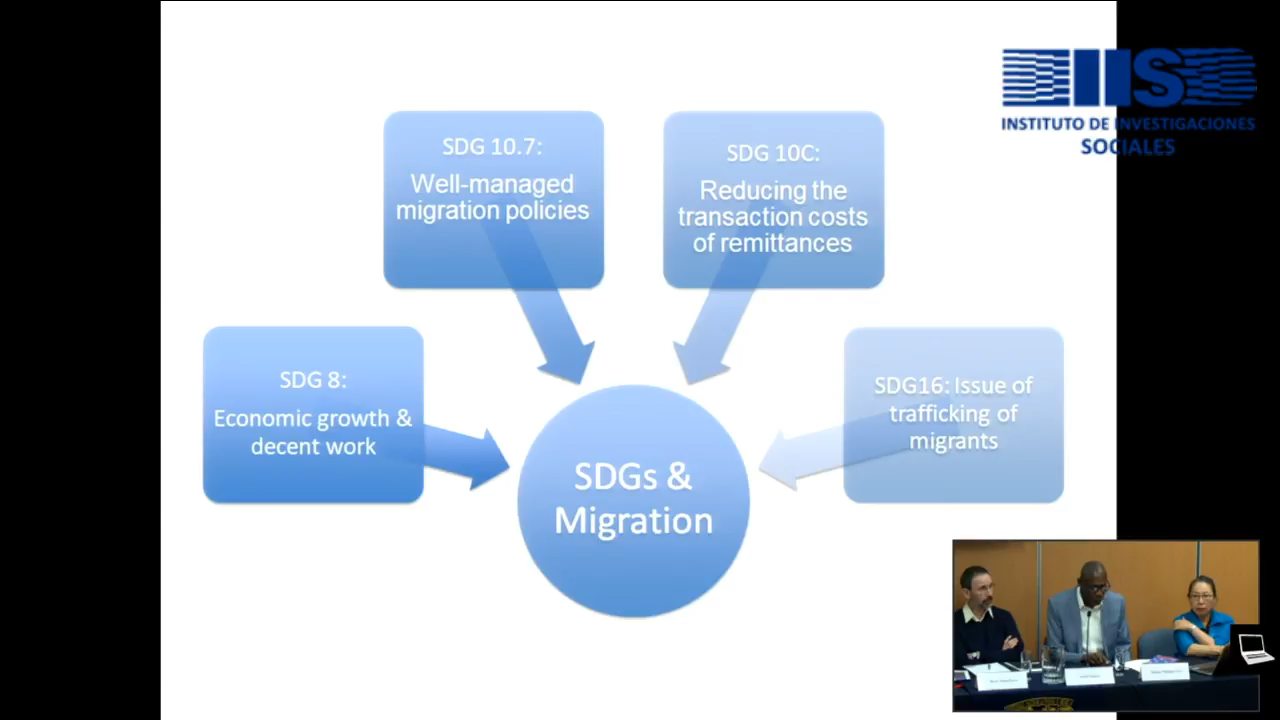 IIS
INSTITUTO DE INVESTIGACIONES
SOCIALES
SDG 10.7:
Well-managed
migration policies
SDG 10C:
Reducing the
transaction costs
of remittances
SDG 8:
Economic growth &
decent work
SDG16: Issue of
trafficking of
migrants
SDGs &
Migration